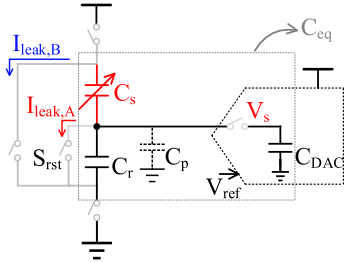 C_eq
I_leak,B
C_s
I_leak,A
V_s
S_rst
C_r
C_p
C_DAC
V_ref